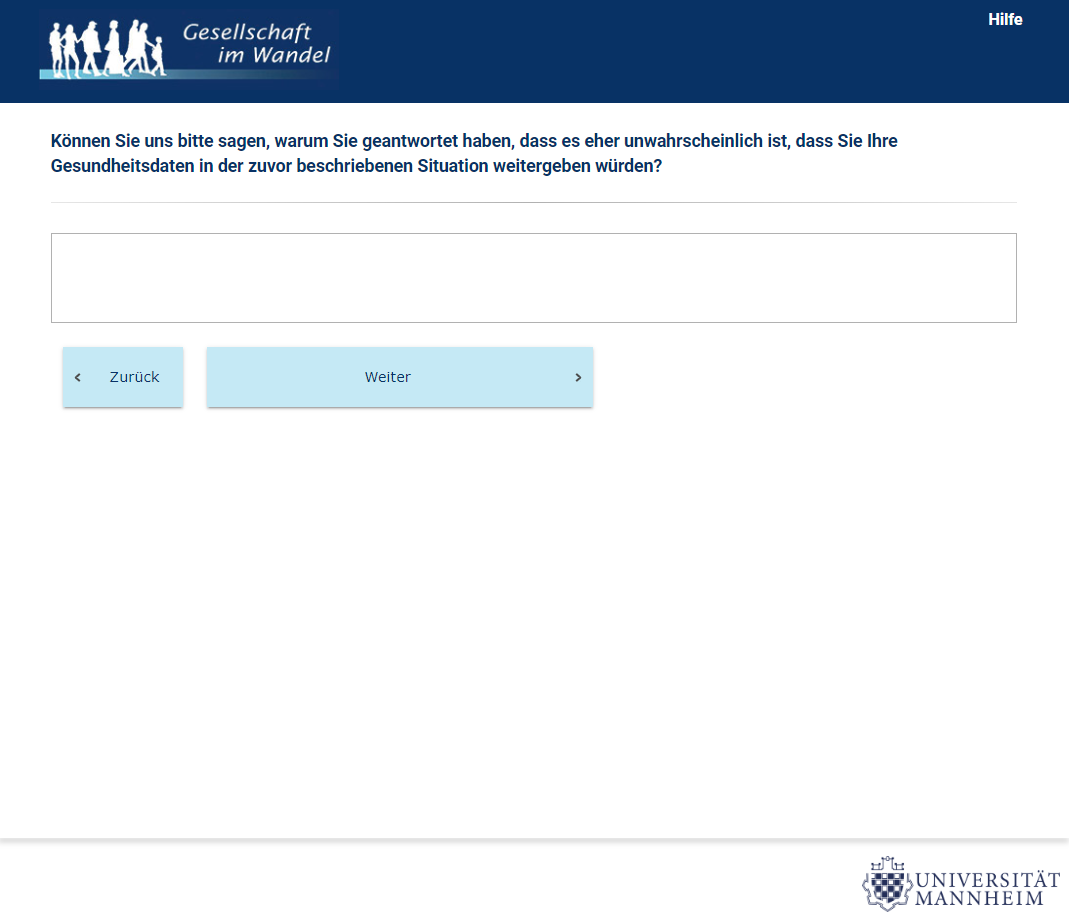 Gesellschaft
im Wandel
Hilfe
Können Sie uns bitte sagen, warum Sie geantwortet haben, dass es eher unwahrscheinlich ist, dass Sie Ihre
Gesundheitsdaten in der zuvor beschriebenen Situation weitergeben würden?
Zurück
Weiter
UNIVERSITÄT
MANNHEIM